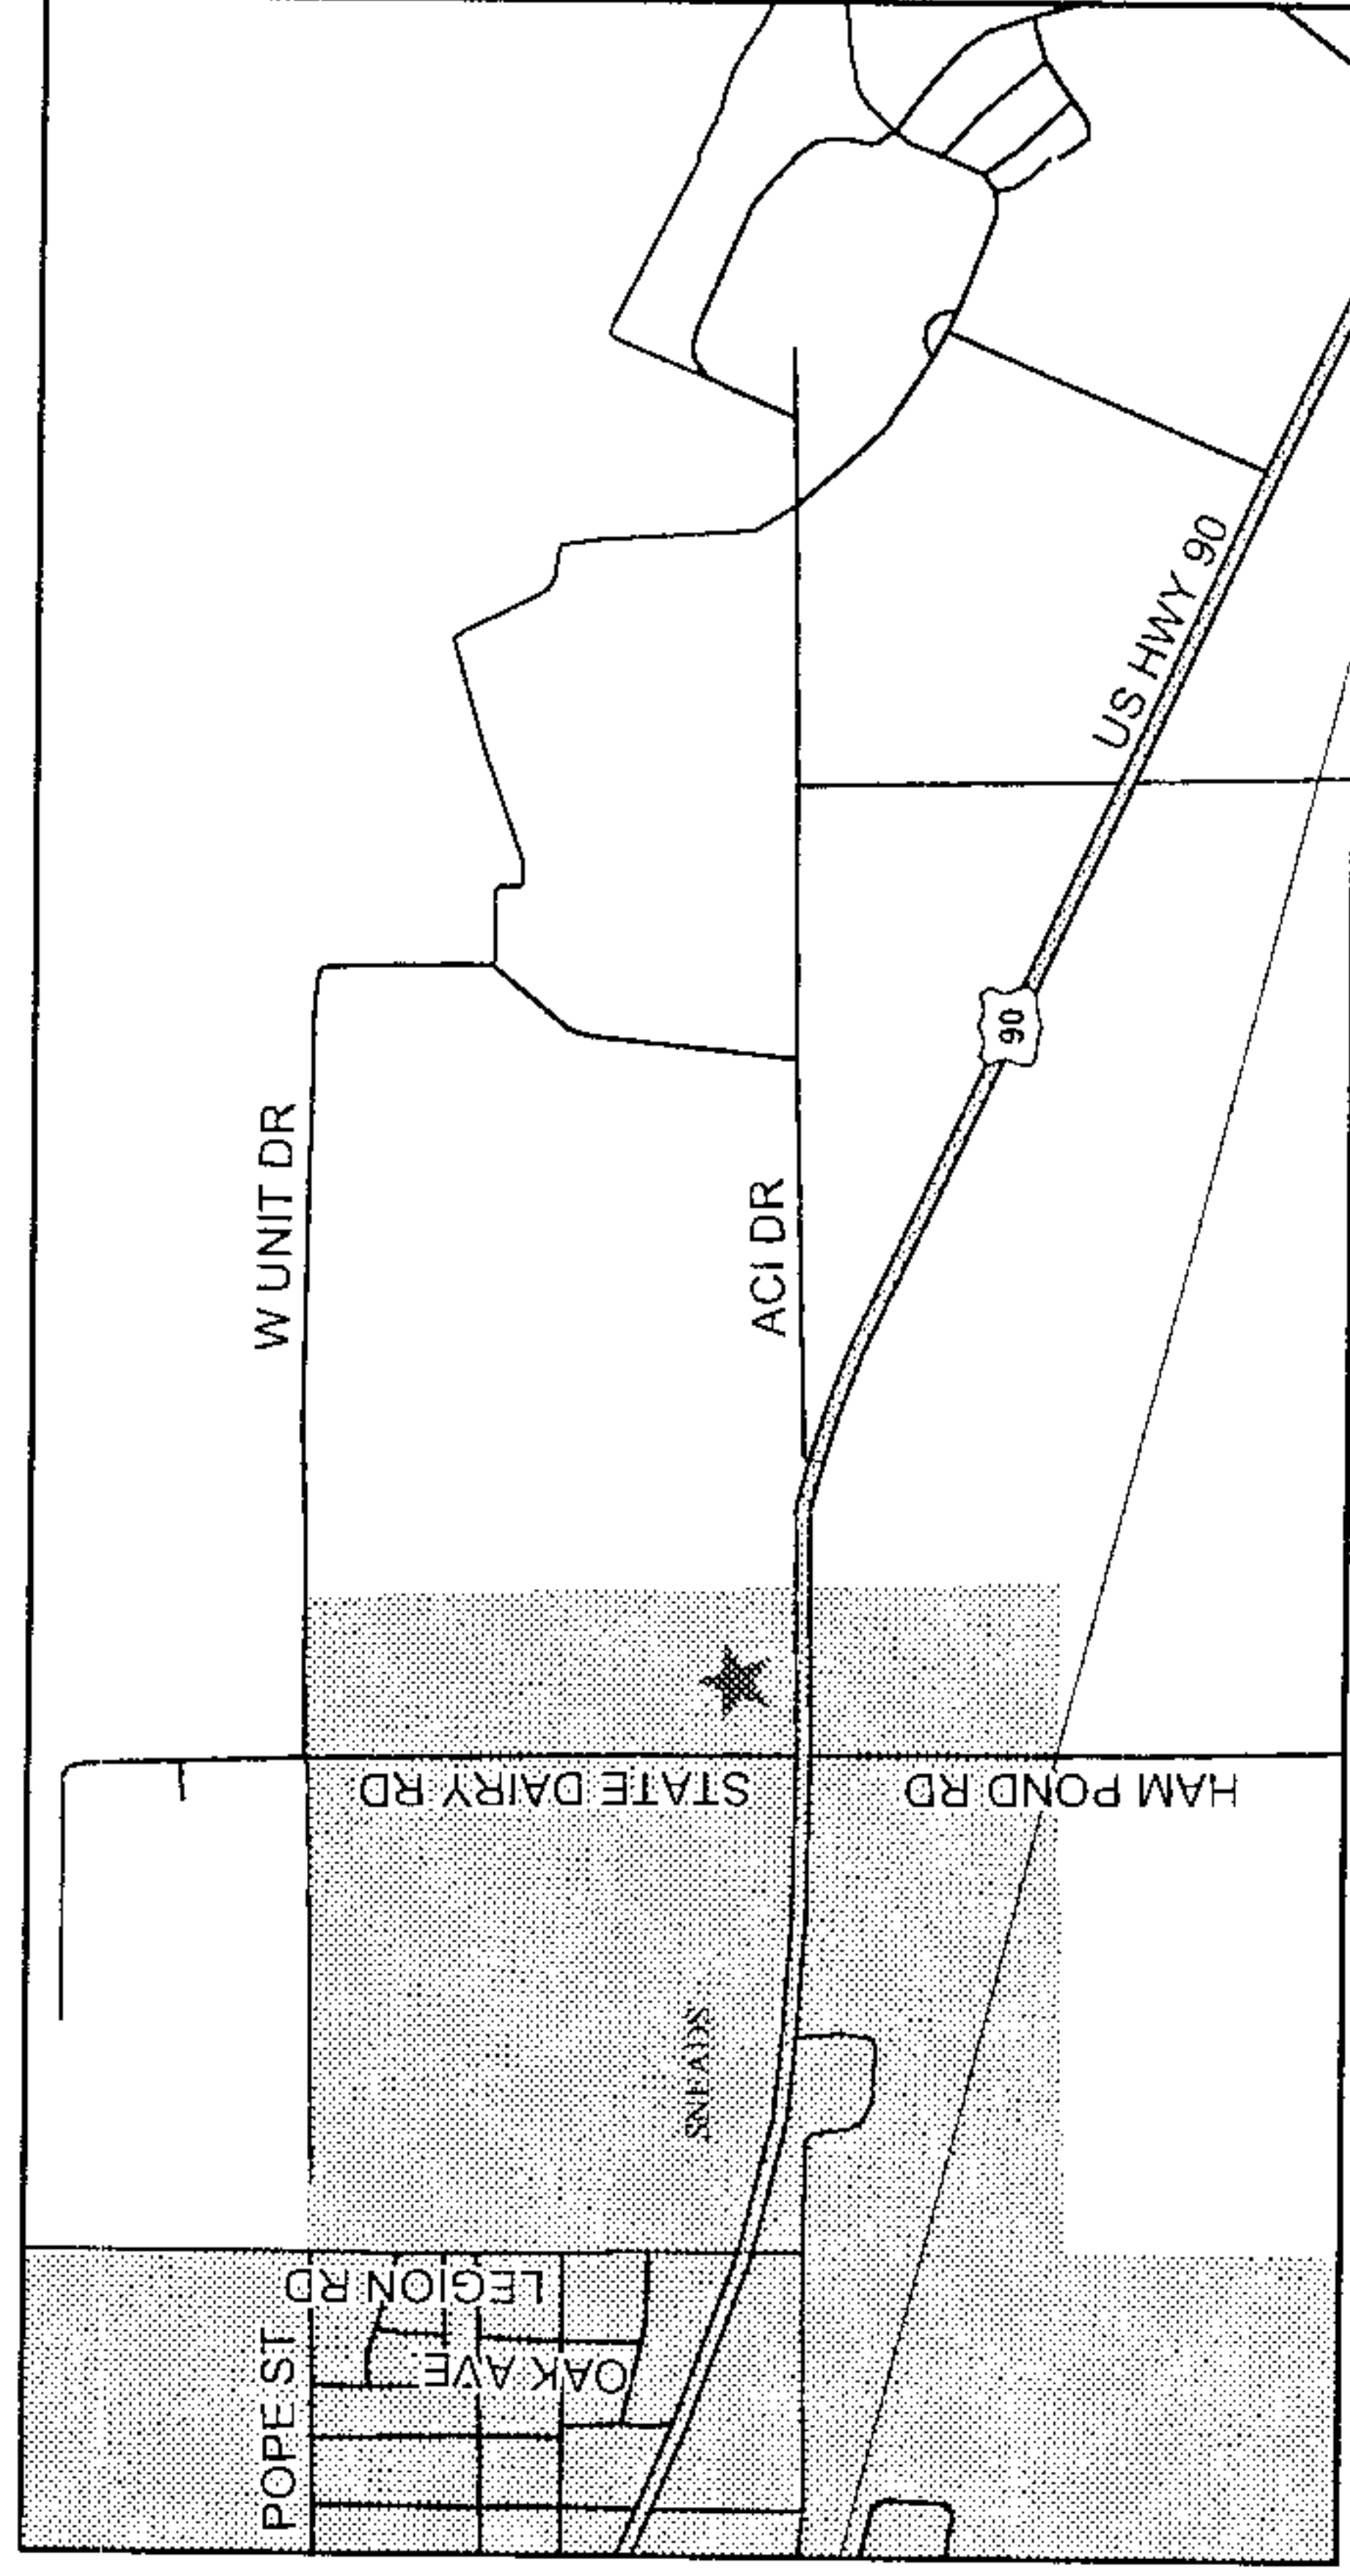 W UNIT DR
ACI DR
US HWY 90
90
STATE DAIRY RD
HAM POND RD
SNEADS
POPE ST
LEGION RD
OAK AVE